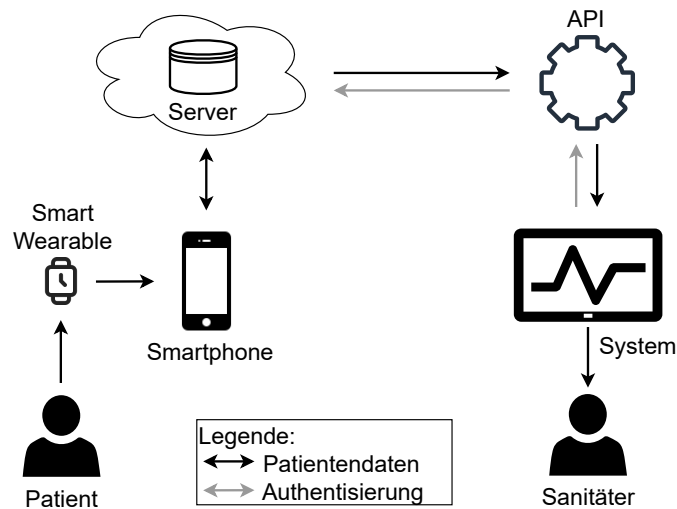 API
Server
Smart
Wearable
Smartphone
System
Legende:
Patientendaten
Authentisierung
Patient
Sanitäter